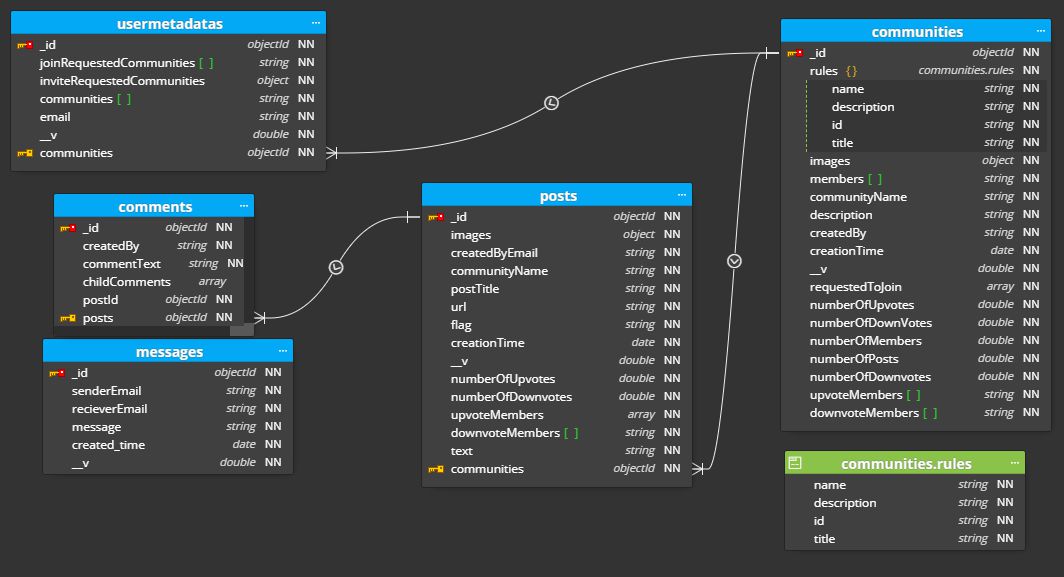 usermetadatas ...
_id objectId NN
joinRequestedCommunities [ ] string NN
inviteRequestedCommunities object NN
communities [ ] string NN
email string NN
__v double NN
communities objectId NN
comments ...
_id objectId NN
createdBy string NN
commentText string NN
childComments array
postId objectId NN
posts objectId NN
messages ...
_id objectId NN
senderEmail string NN
recieverEmail string NN
message string NN
created_time date NN
__v double NN
posts ...
_id objectId NN
images object NN
createdByEmail string NN
communityName string NN
postTitle string NN
url string NN
flag string NN
creationTime date NN
__v double NN
numberOfUpvotes double NN
numberOfDownvotes double NN
upvoteMembers array NN
downvoteMembers [ ] string NN
text string NN
communities objectId NN
communities ...
_id objectId NN
rules { } communities.rules NN
name string NN
description string NN
id string NN
title string NN
images object NN
members [ ] string NN
communityName string NN
description string NN
createdBy string NN
creationTime date NN
__v double NN
requestedToJoin array NN
numberOfUpvotes double NN
numberOfDownVotes double NN
numberOfMembers double NN
numberOfPosts double NN
numberOfDownvotes double NN
upvoteMembers [ ] string NN
downvoteMembers [ ] string NN
communities.rules ...
name string NN
description string NN
id string NN
title string NN